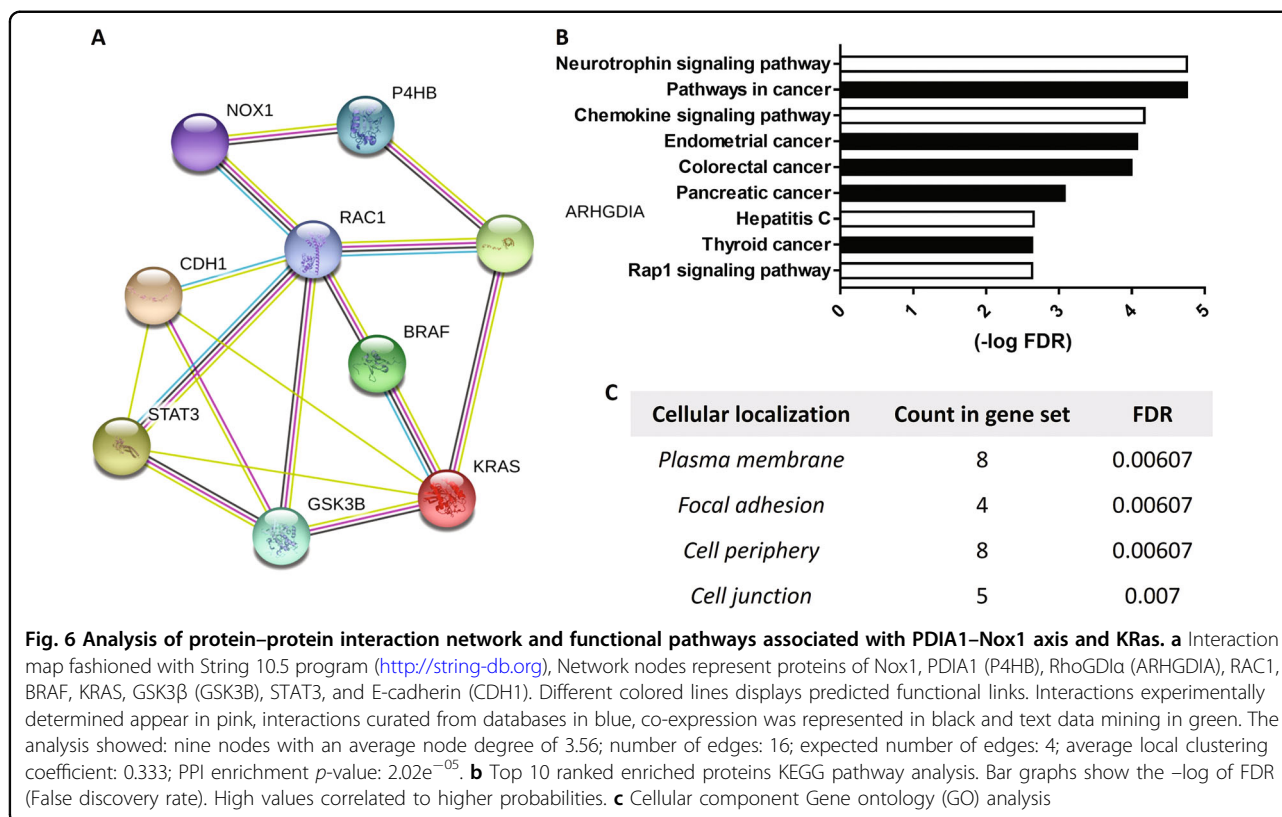 A
NOX1
P4HB
RAC1
ARHGDIA
CDH1
BRAF
STAT3
KRAS
GSK3B
B
Neurotrophin signaling pathway
Pathways in cancer
Chemokine signaling pathway
Endometrial cancer
Colorectal cancer
Pancreatic cancer
Hepatitis C
Thyroid cancer
Rap1 signaling pathway
0 1 2 3 4 5
(-log FDR)
C
Cellular localization Count in gene set FDR
Plasma membrane 8 0.00607
Focal adhesion 4 0.00607
Cell periphery 8 0.00607
Cell junction 5 0.007
Fig. 6 Analysis of protein–protein interaction network and functional pathways associated with PDIA1–Nox1 axis and KRas. a Interaction
map fashioned with String 10.5 program (http://string-db.org), Network nodes represent proteins of Nox1, PDIA1 (P4HB), RhoGDIα (ARHGDIA), RAC1,
BRAF, KRAS, GSK3β (GSK3B), STAT3, and E-cadherin (CDH1). Different colored lines displays predicted functional links. Interactions experimentally
determined appear in pink, interactions curated from databases in blue, co-expression was represented in black and text data mining in green. The
analysis showed: nine nodes with an average node degree of 3.56; number of edges: 16; expected number of edges: 4; average local clustering
coefficient: 0.333; PPI enrichment p-value: 2.02e−05. b Top 10 ranked enriched proteins KEGG pathway analysis. Bar graphs show the –log of FDR
(False discovery rate). High values correlated to higher probabilities. c Cellular component Gene ontology (GO) analysis